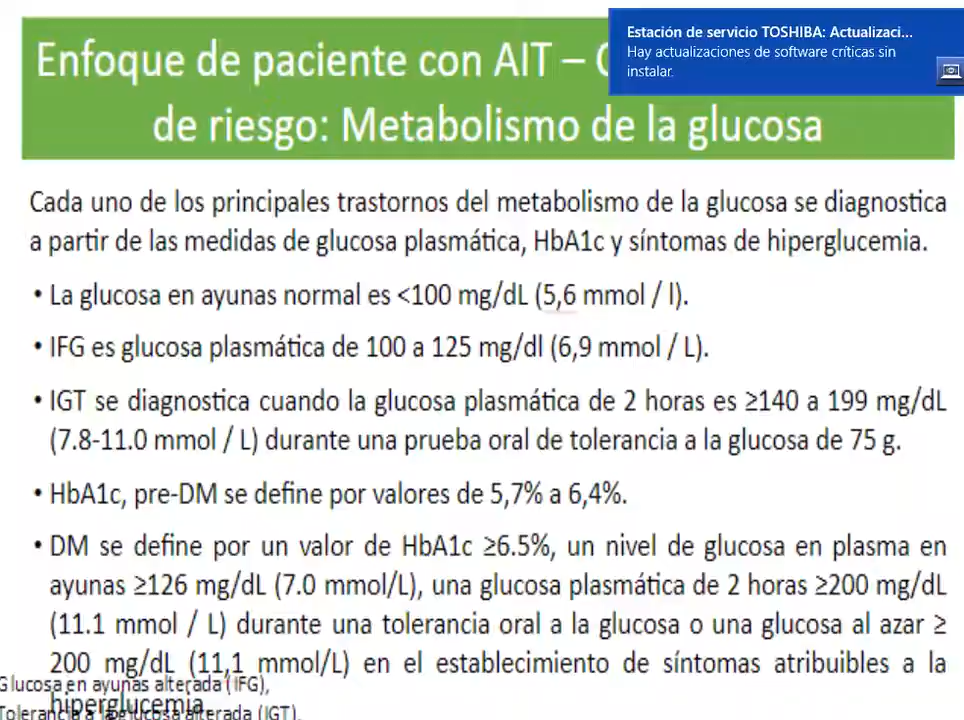 Enfoque de paciente con AIT –
de riesgo: Metabolismo de la glucosa
Estación de servicio TOSHIBA: Actualizaci...
Hay actualizaciones de software críticas sin
instalar.
Cada uno de los principales trastornos del metabolismo de la glucosa se diagnostica
a partir de las medidas de glucosa plasmática, HbA1c y síntomas de hiperglucemia.
• La glucosa en ayunas normal es <100 mg/dL (5,6 mmol / l).
• IFG es glucosa plasmática de 100 a 125 mg/dl (6,9 mmol / L).
• IGT se diagnostica cuando la glucosa plasmática de 2 horas es ≥140 a 199 mg/dL
(7.8-11.0 mmol / L) durante una prueba oral de tolerancia a la glucosa de 75 g.
• HbA1c, pre-DM se define por valores de 5,7% a 6,4%.
• DM se define por un valor de HbA1c ≥6.5%, un nivel de glucosa en plasma en
ayunas ≥126 mg/dL (7.0 mmol/L), una glucosa plasmática de 2 horas ≥200 mg/dL
(11.1 mmol / L) durante una tolerancia oral a la glucosa o una glucosa al azar ≥
200 mg/dL (11,1 mmol/L) en el establecimiento de síntomas atribuibles a la
hiperglucemia.
Glucosa en ayunas alterada (IFG),
Tolerancia a la glucosa alterada (IGT).